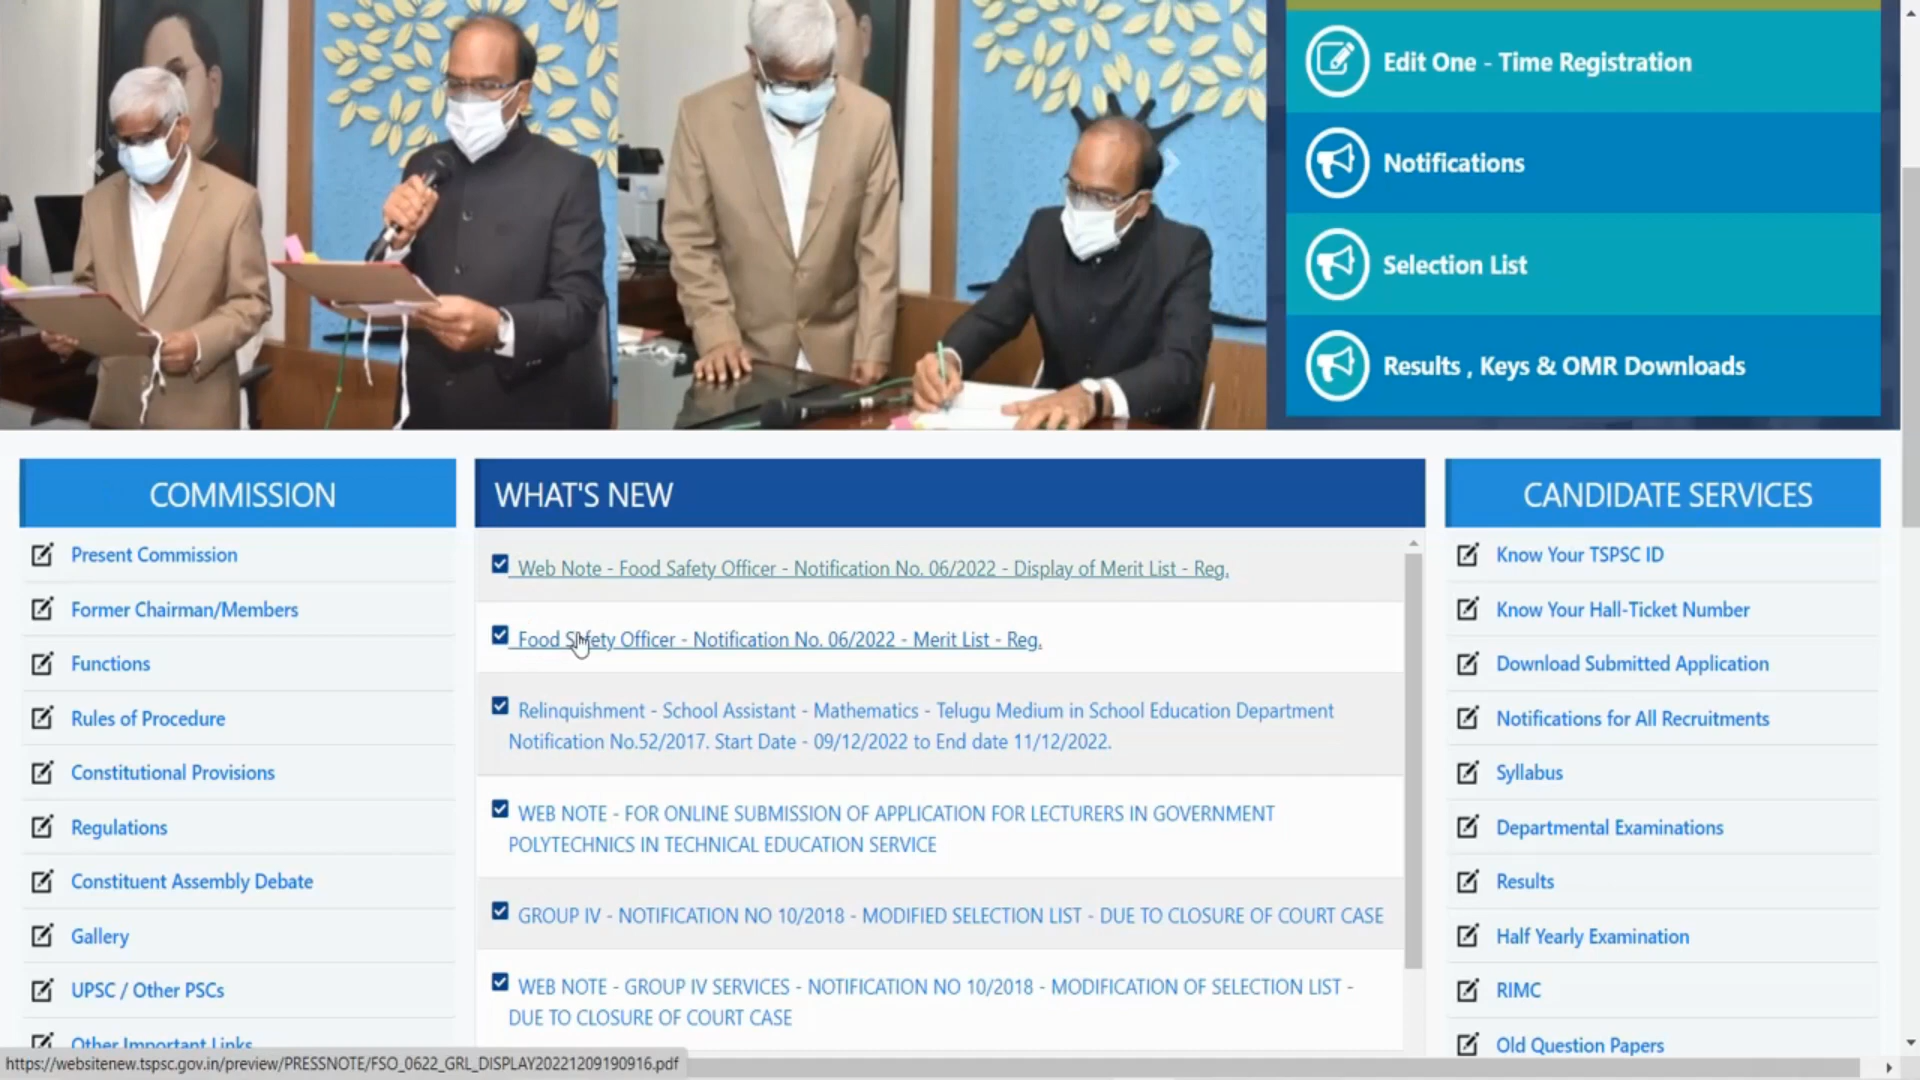 Edit One - Time Registration
Notifications
Selection List
Results , Keys & OMR Downloads
COMMISSION
Present Commission
Former Chairman/Members
Functions
Rules of Procedure
Constitutional Provisions
Regulations
Constituent Assembly Debate
Gallery
UPSC / Other PSCs
Other Important Links
WHAT'S NEW
Web Note - Food Safety Officer - Notification No. 06/2022 - Display of Merit List - Reg.
Food Safety Officer - Notification No. 06/2022 - Merit List - Reg.
Relinquishment - School Assistant - Mathematics - Telugu Medium in School Education Department
Notification No.52/2017. Start Date - 09/12/2022 to End date 11/12/2022.
WEB NOTE - FOR ONLINE SUBMISSION OF APPLICATION FOR LECTURERS IN GOVERNMENT
POLYTECHNICS IN TECHNICAL EDUCATION SERVICE
GROUP IV - NOTIFICATION NO 10/2018 - MODIFIED SELECTION LIST - DUE TO CLOSURE OF COURT CASE
WEB NOTE - GROUP IV SERVICES - NOTIFICATION NO 10/2018 - MODIFICATION OF SELECTION LIST -
DUE TO CLOSURE OF COURT CASE
CANDIDATE SERVICES
Know Your TSPSC ID
Know Your Hall-Ticket Number
Download Submitted Application
Notifications for All Recruitments
Syllabus
Departmental Examinations
Results
Half Yearly Examination
RIMC
Old Question Papers
https://websitenew.tspsc.gov.in/preview/PRESSNOTE/FSO_0622_GRL_DISPLAY20221209190916.pdf